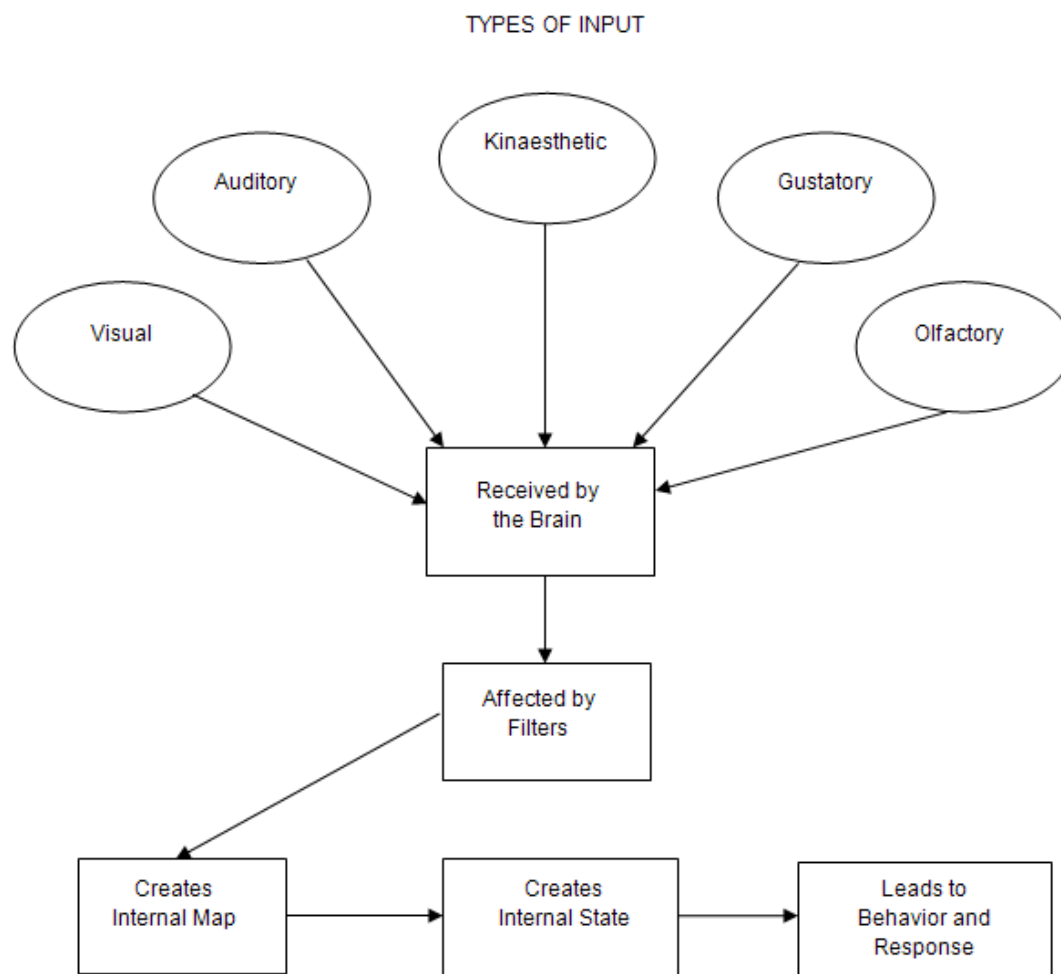 TYPES OF INPUT
Kinaesthetic
Auditory
Gustatory
Visual
Olfactory
Received by
the Brain
Affected by
Filters
Creates
Internal Map
Creates
Internal State
Leads to
Behavior and
Response